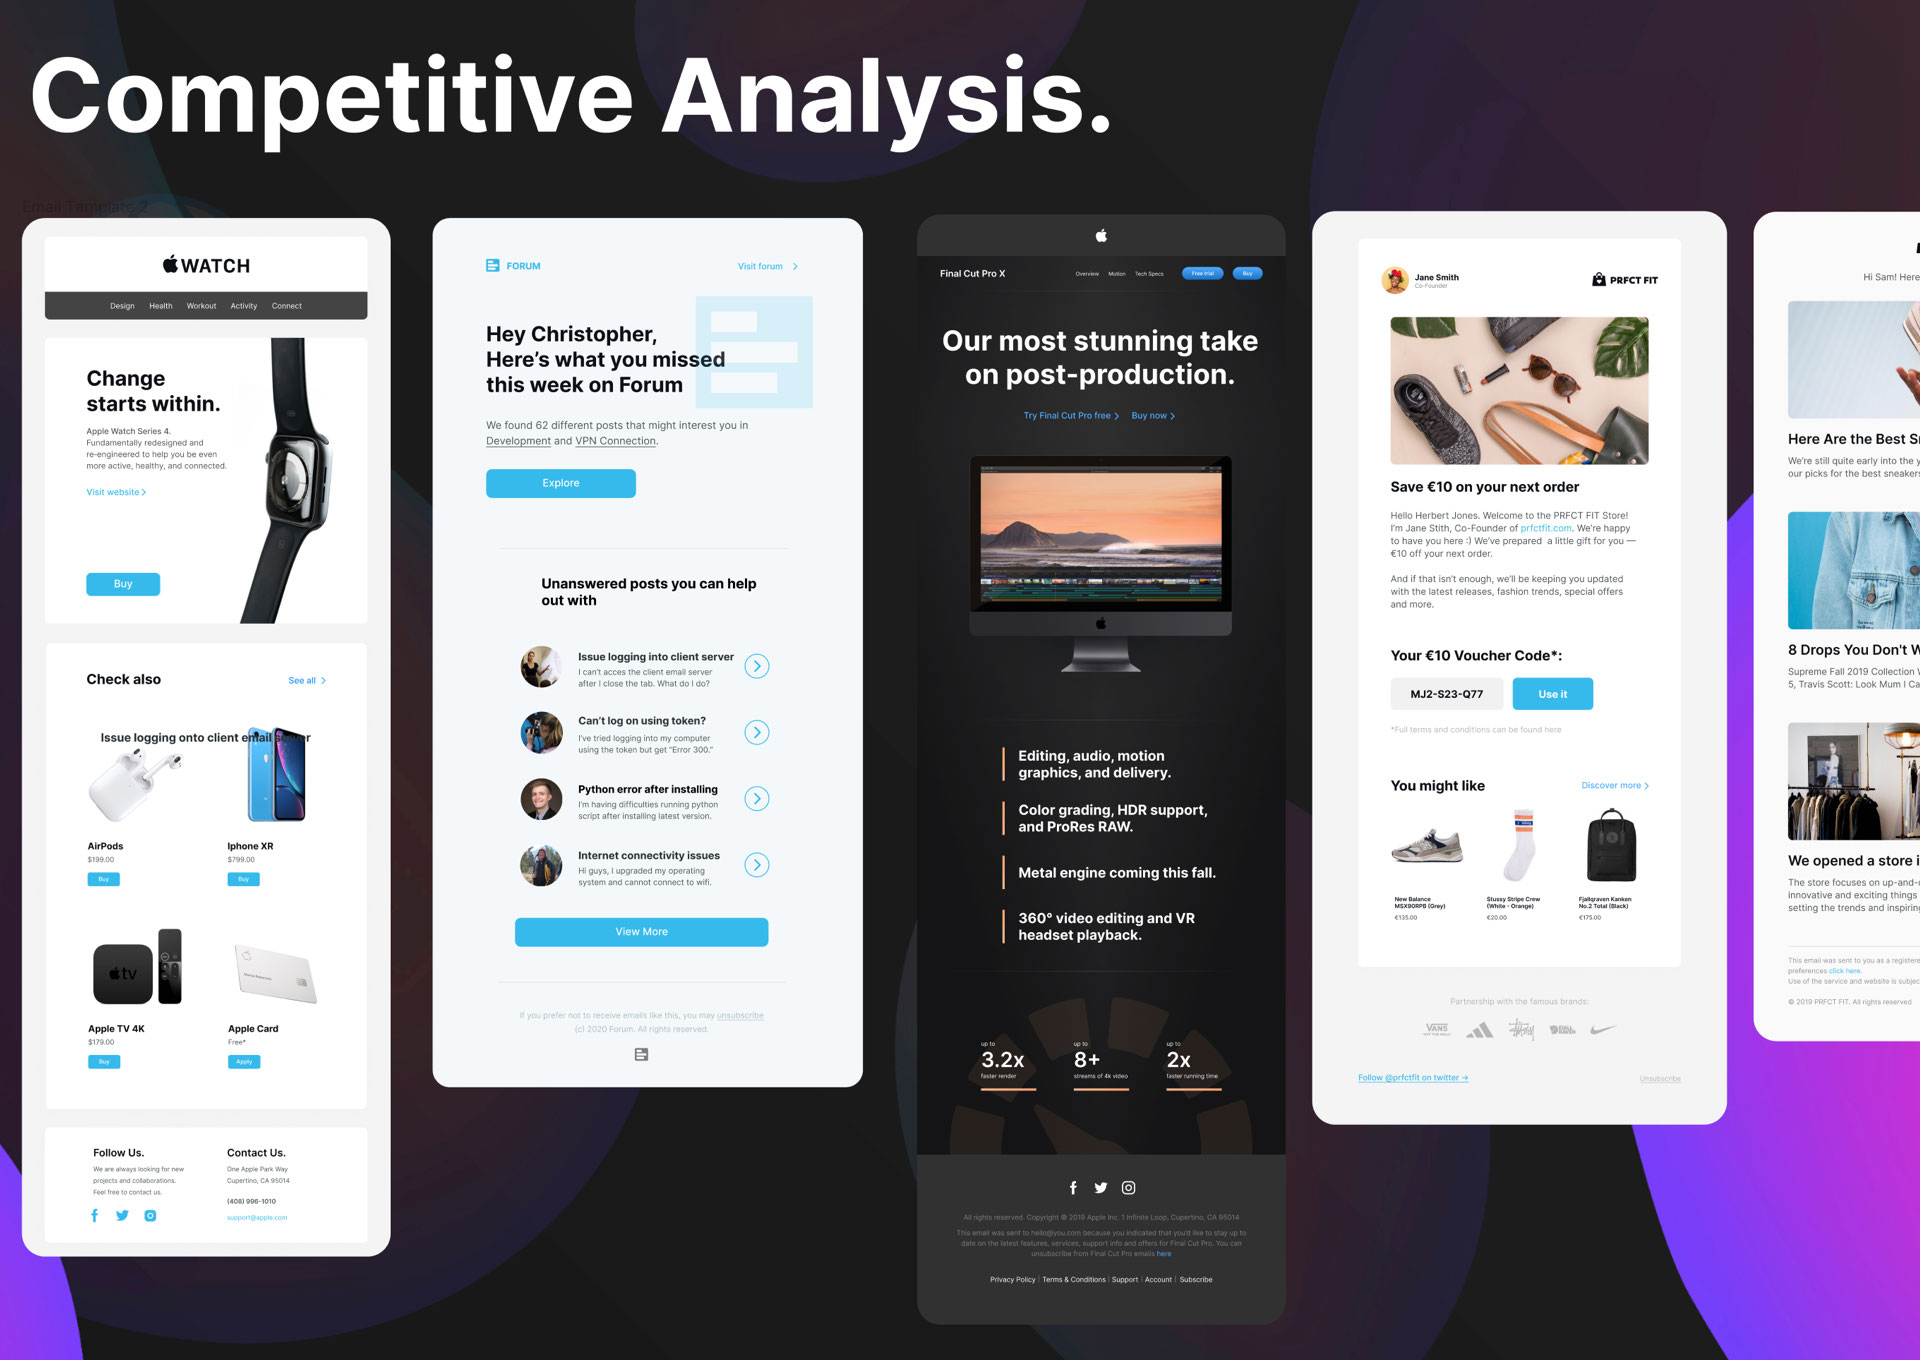 Competitive Analysis.
Email Template 2
WATCH
Design Health Workout Activity Connect
Change
starts within.
Apple Watch Series 4.
Fundamentally redesigned and
re-engineered to help you be even
more active, healthy, and connected.
Visit website
Buy
Check also
See all
Issue logging onto client email server
AirPods
$199.00
Buy
Iphone XR
$799.00
Buy
tv
Apple TV 4K
$179.00
Buy
Apple Card
Free*
Apply
Follow Us.
We are always looking for new
projects and collaborations.
Feel free to contact us.
Contact Us.
One Apple Park Way
Cupertino, CA 95014
(408) 996-1010
support@apple.com
FORUM
Visit forum
Hey Christopher,
Here's what you missed
this week on Forum
We found 62 different posts that might interest you in
Development and VPN Connection.
Explore
Unanswered posts you can help
out with
Issue logging into client server
I can't acces the client email server
after I close the tab. What do I do?
Can't log on using token?
I've tried logging into my computer
using the token but get "Error 300."
Python error after installing
I'm having difficulties running python
script after installing latest version.
Internet connectivity issues
Hi guys, I upgraded my operating
system and cannot connect to wifi.
View More
If you prefer not to receive emails like this, you may unsubscribe
(c) 2020 Forum. All rights reserved.
Final Cut Pro X
Overview Motion Tech Specs Free trial Buy
Our most stunning take
on post-production.
Try Final Cut Pro free Buy now
Editing, audio, motion
graphics, and delivery.
Color grading, HDR support,
and ProRes RAW.
Metal engine coming this fall.
360° video editing and VR
headset playback.
up to
3.2x
faster render
up to
8+
streams of 4k video
up to
2x
faster running time
All rights reserved. Copyright © 2019 Apple Inc. 1 Infinite Loop, Cupertino, CA 95014
This email was sent to hello@you.com because you indicated that you'd like to stay up to
date on the latest features, services, support info and offers for Final Cut Pro. You can
unsubscribe from Final Cut Pro emails here
Privacy Policy | Terms & Conditions | Support | Account | Subscribe
Jane Smith
Co-Founder
PRFCT FIT
Save €10 on your next order
Hello Herbert Jones. Welcome to the PRFCT FIT Store!
I'm Jane Stith, Co-Founder of prfctfit.com. We're happy
to have you here :) We've prepared a little gift for you —
€10 off your next order.
And if that isn't enough, we'll be keeping you updated
with the latest releases, fashion trends, special offers
and more.
Your €10 Voucher Code*:
MJ2-S23-Q77
Use it
*Full terms and conditions can be found here
You might like
Discover more
New Balance
MSX90RPB (Grey)
€135.00
Stussy Stripe Crew
(White - Orange)
€20.00
Fjallqraven Kanken
No.2 Total (Black)
€175.00
Partnership with the famous brands:
VANS
Follow @prfctfit on twitter →
Unsubscribe
Hi Sam! Here
Here Are the Best
We're still quite early into the
our picks for the best sneakers
8 Drops You Don't
Supreme Fall 2019 Collection
5, Travis Scott: Look Mum I
We opened a store
The store focuses on
innovative and exciting things
setting the trends and
This email was sent to you as a
preferences click here.
Use of the service and website is
© 2019 PRFCT FIT. All rights reserved